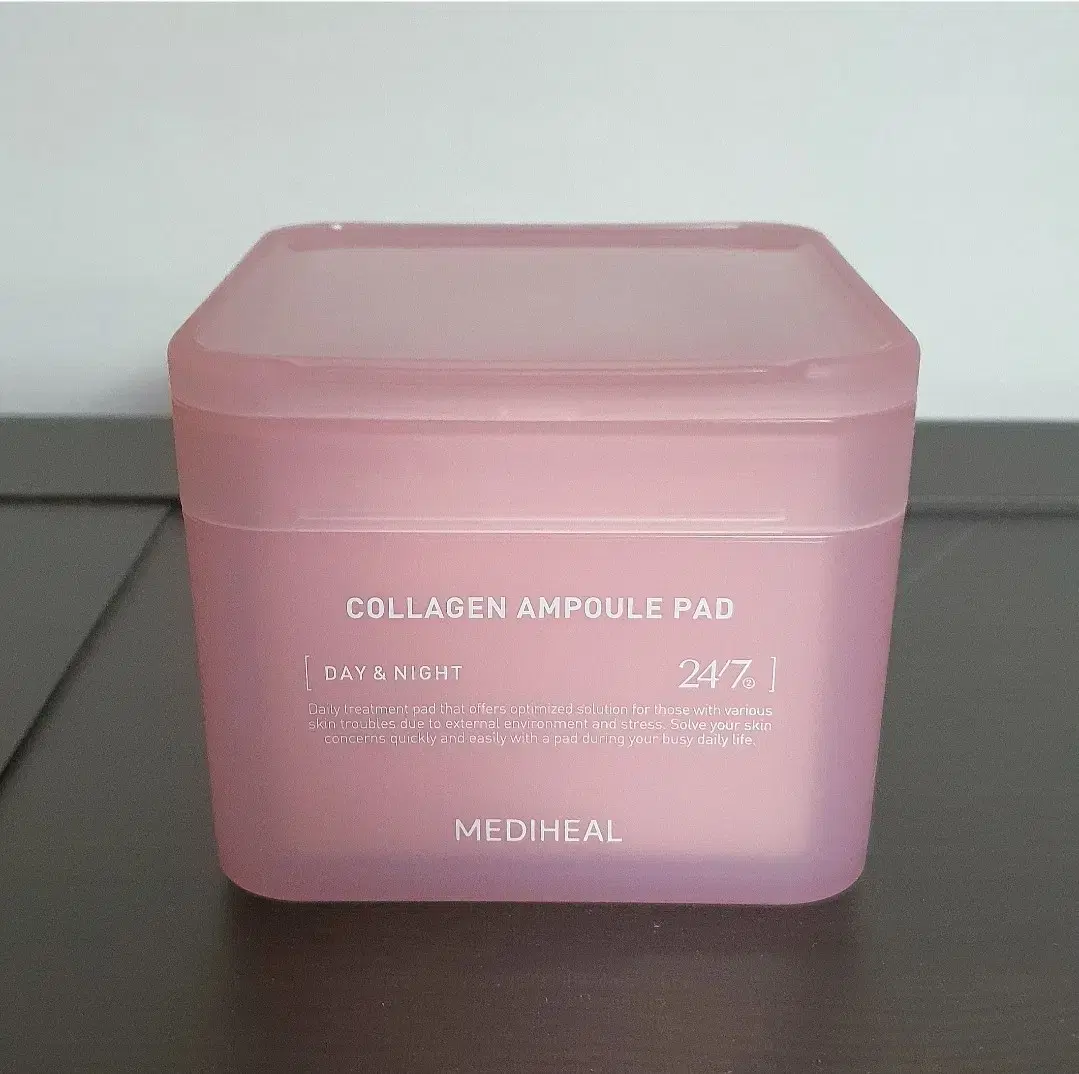 COLLAGEN AMPOULE PAD
[ DAY & NIGHT 24/7② ]
Daily treatment pad that offers optimized solution for those with various
skin troubles due to external environment and stress. Solve your skin
concerns quickly and easily with a pad during your busy daily life.
MEDIHEAL